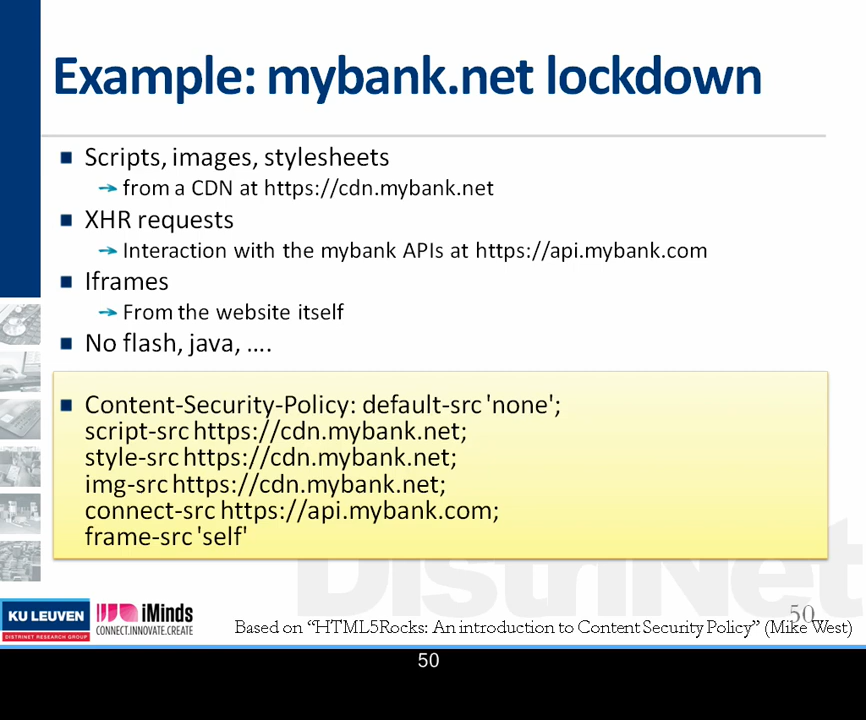 Example: mybank.net lockdown
Scripts, images, stylesheets
from a CDN at https://cdn.mybank.net
XHR requests
Interaction with the mybank APIs at https://api.mybank.com
Iframes
From the website itself
No flash, java, ....
Content-Security-Policy: default-src 'none';
script-src https://cdn.mybank.net;
style-src https://cdn.mybank.net;
img-src https://cdn.mybank.net;
connect-src https://api.mybank.com;
frame-src 'self'
DistriNet
KU LEUVEN
DISTRINET RESEARCH GROUP
iMinds
CONNECT.INNOVATE.CREATE
50
Based on “HTML5Rocks: An introduction to Content Security Policy” (Mike West)
50